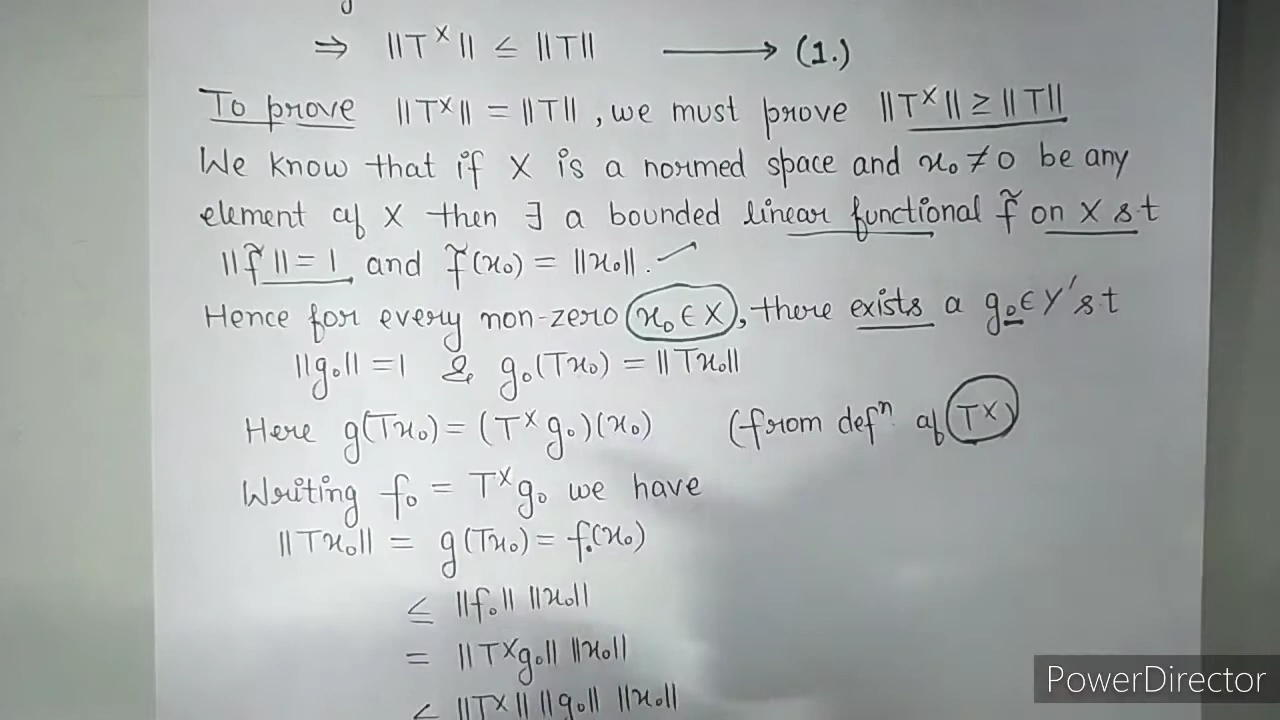 ⇒ ||T^x|| ≤ ||T|| ⟶ (1.)
To prove ||T^x|| = ||T||, we must prove ||T^x|| ≥ ||T||
We know that if X is a normed space and x₀ ≠ 0 be any
element of X then ∃ a bounded linear functional f̃ on X s.t
||f̃|| = 1 and f̃(x₀) = ||x₀||.
Hence for every non-zero x₀ ∈ X, there exists a g₀ ∈ Y' s.t
||g₀|| = 1 & g₀(Tx₀) = ||Tx₀||
Here g(Tx₀) = (T^x g₀)(x₀) (from defⁿ of T^x)
Writing f₀ = T^x g₀ we have
||Tx₀|| = g(Tx₀) = f₀(x₀)
≤ ||f₀|| ||x₀||
= ||T^x g₀|| ||x₀||
≤ ||T^x|| ||g₀|| ||x₀||
PowerDirector